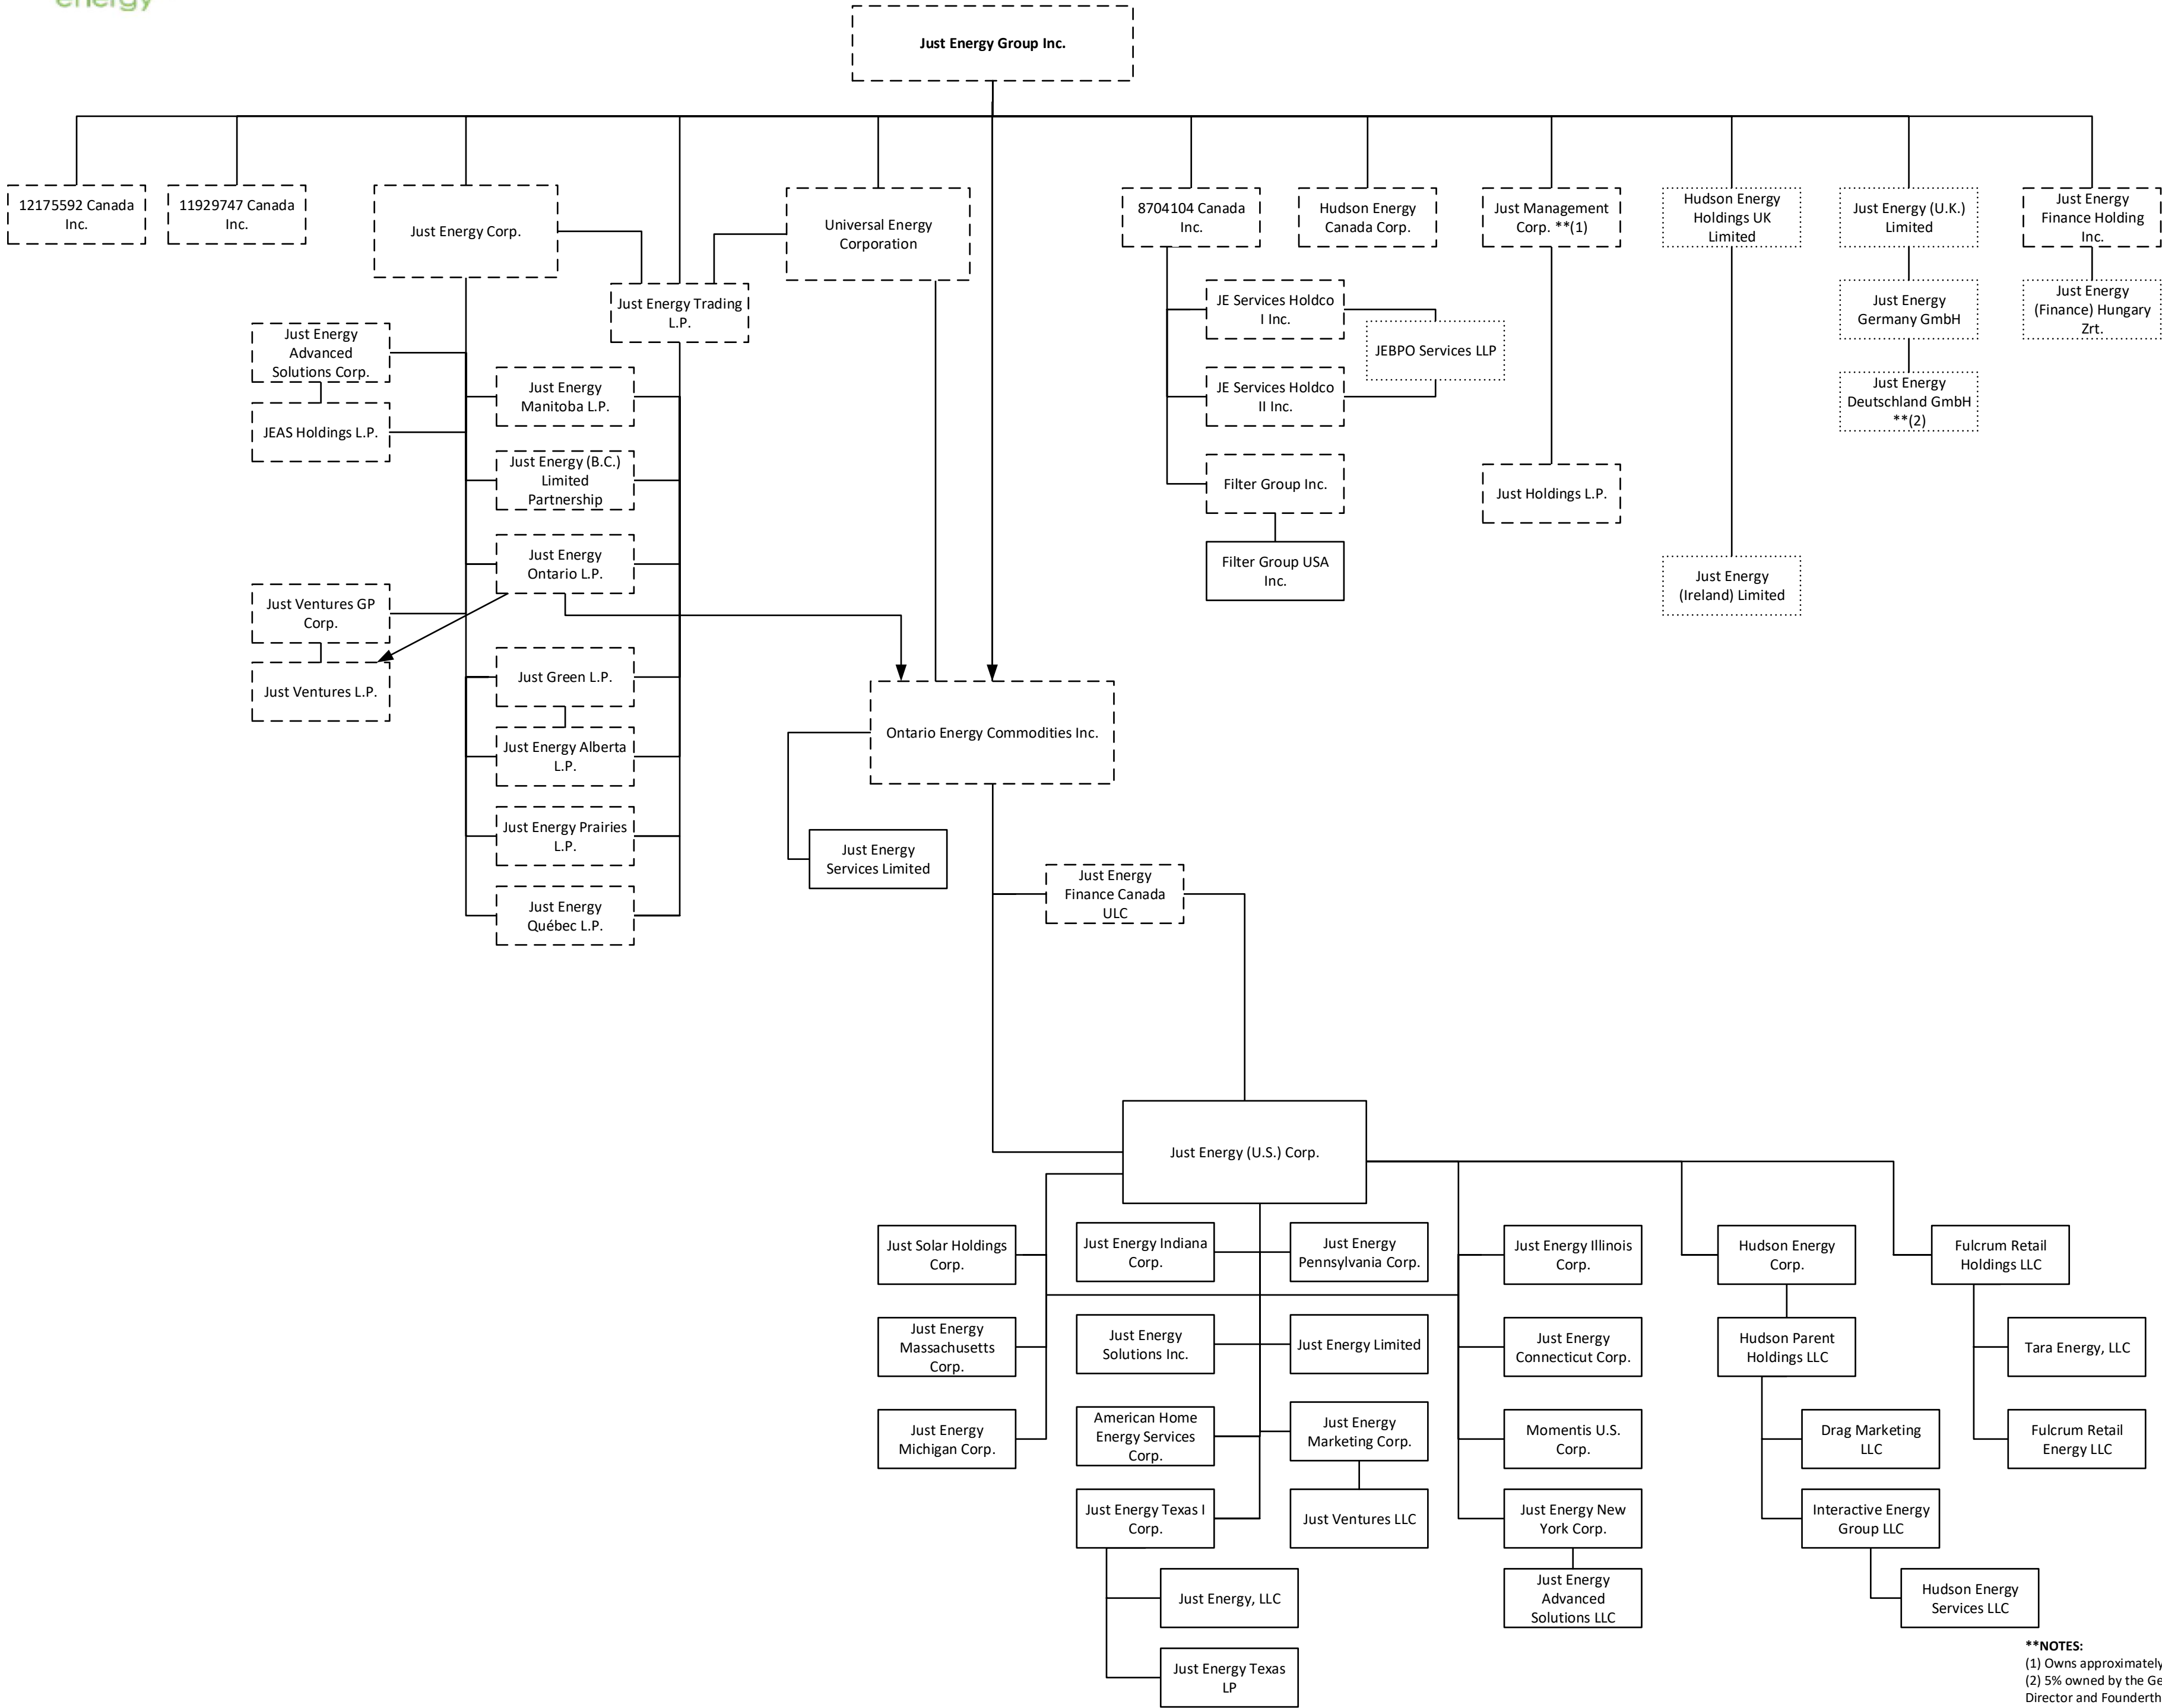 energy
Just Energy Group Inc.
12175592 Canada
Inc.
11929747 Canada
Inc.
Just Energy Corp.
Universal Energy
Corporation
8704104 Canada
Inc.
Hudson Energy
Canada Corp.
Just Management
Corp. **(1)
Hudson Energy
Holdings UK
Limited
Just Energy (U.K.)
Limited
Just Energy
Finance Holding
Inc.
Just Energy Trading
L.P.
JE Services Holdco
I Inc.
JEBPO Services LLP
JE Services Holdco
II Inc.
Just Energy
Germany GmbH
Just Energy
(Finance) Hungary
Zrt.
Just Energy
Deutschland GmbH
**(2)
Just Energy
Advanced
Solutions Corp.
JEAS Holdings L.P.
Just Energy
Manitoba L.P.
Just Energy (B.C.)
Limited
Partnership
Just Energy
Ontario L.P.
Filter Group Inc.
Filter Group USA
Inc.
Just Holdings L.P.
Just Energy
(Ireland) Limited
Just Ventures GP
Corp.
Just Ventures L.P.
Just Green L.P.
Just Energy Alberta
L.P.
Just Energy Prairies
L.P.
Just Energy
Québec L.P.
Ontario Energy Commodities Inc.
Just Energy
Services Limited
Just Energy
Finance Canada
ULC
Just Energy (U.S.) Corp.
Just Solar Holdings
Corp.
Just Energy Indiana
Corp.
Just Energy
Pennsylvania Corp.
Just Energy Illinois
Corp.
Hudson Energy
Corp.
Fulcrum Retail
Holdings LLC
Just Energy
Massachusetts
Corp.
Just Energy
Solutions Inc.
Just Energy Limited
Just Energy
Connecticut Corp.
Hudson Parent
Holdings LLC
Tara Energy, LLC
Just Energy
Michigan Corp.
American Home
Energy Services
Corp.
Just Energy
Marketing Corp.
Momentis U.S.
Corp.
Drag Marketing
LLC
Fulcrum Retail
Energy LLC
Just Energy Texas I
Corp.
Just Ventures LLC
Just Energy New
York Corp.
Interactive Energy
Group LLC
Just Energy, LLC
Just Energy
Advanced
Solutions LLC
Hudson Energy
Services LLC
Just Energy Texas
LP
**NOTES:
(1) Owns approximately
(2) 5% owned by the Ge
Director and Founderth